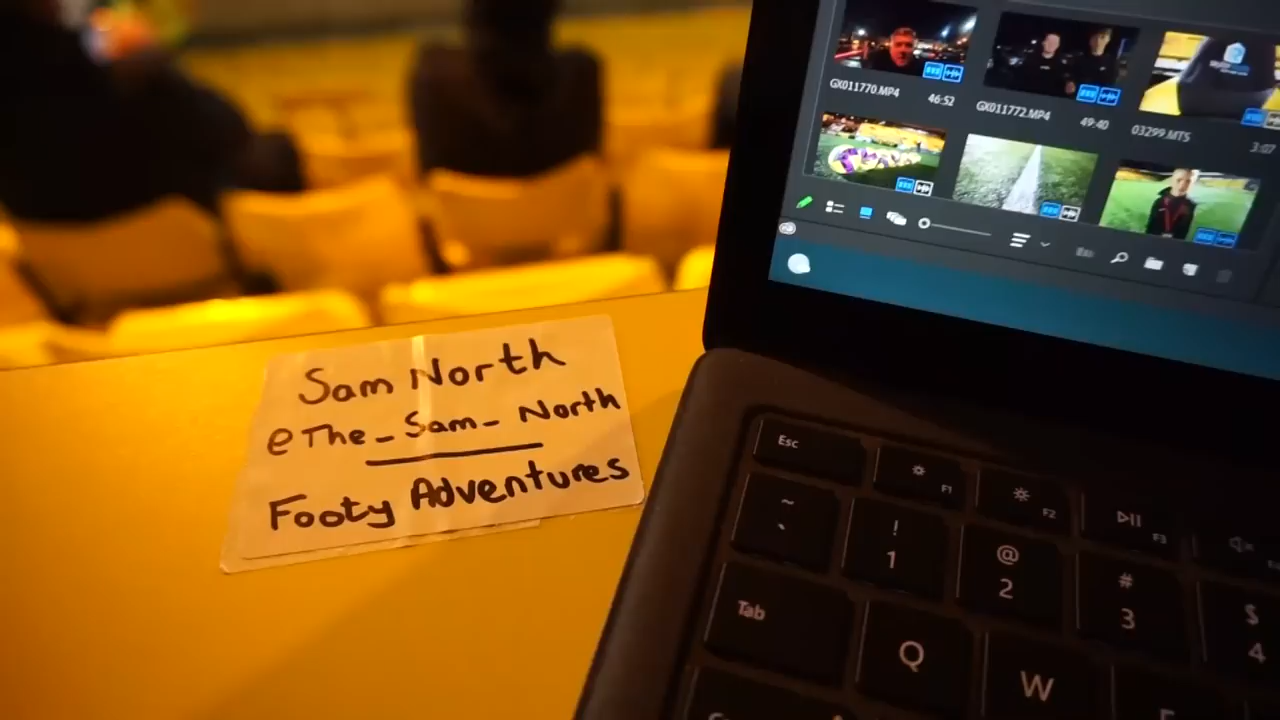 Sam North
@The_Sam_North
Footy Adventures
GX011770.MP4
46:52
GX011772.MP4
49:40
03299.MTS
3:07
Esc
F1
F2
F3
~
`
!
1
@
2
#
3
$
4
Tab
Q
W